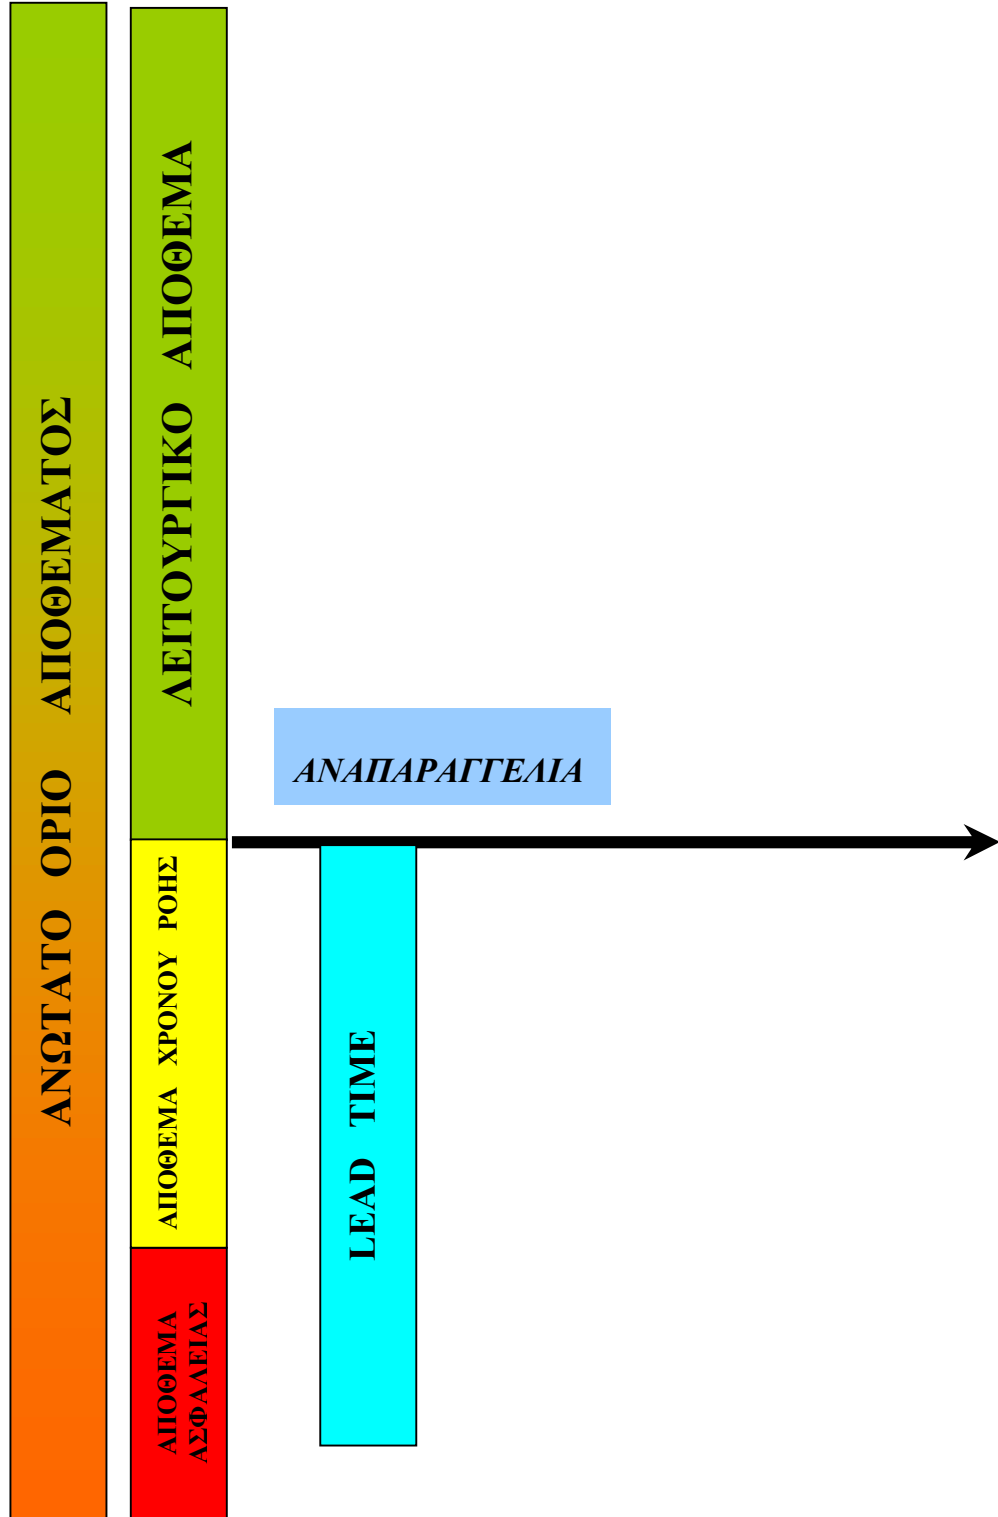 ΑΝΩΤΑΤΟ ΟΡΙΟ ΑΠΟΘΕΜΑΤΟΣ
ΛΕΙΤΟΥΡΓΙΚΟ ΑΠΟΘΕΜΑ
ΑΠΟΘΕΜΑ ΧΡΟΝΟΥ ΡΟΗΣ
ΑΠΟΘΕΜΑ
ΑΣΦΑΛΕΙΑΣ
ΑΝΑΠΑΡΑΓΓΕΛΙΑ
LEAD TIME